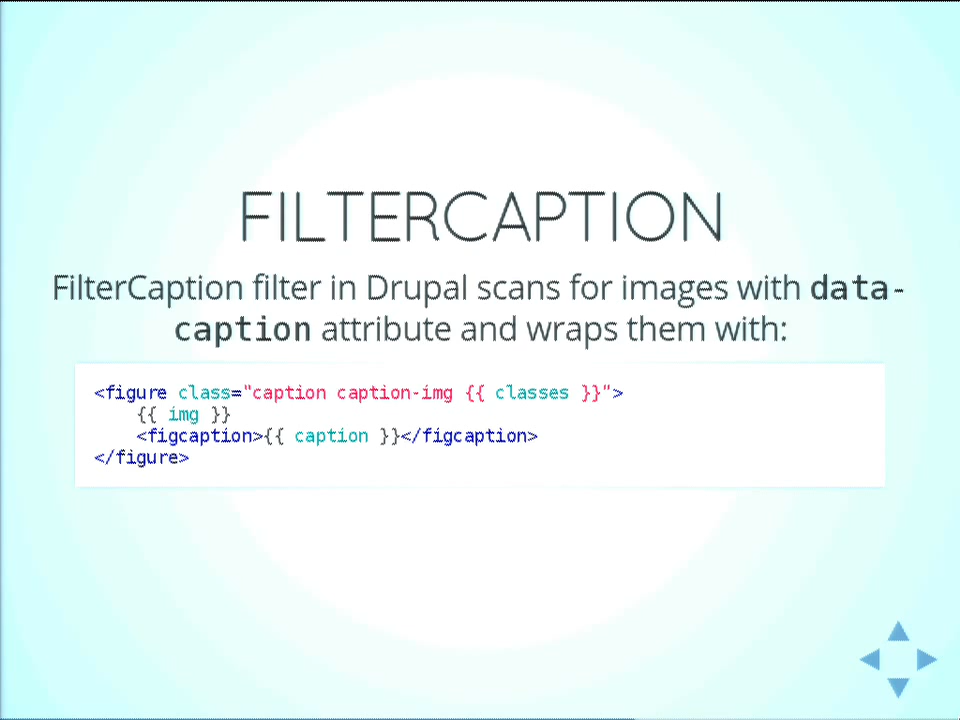 FILTERCAPTION
FilterCaption filter in Drupal scans for images with data-
caption attribute and wraps them with:
<figure class="caption caption-img {{ classes }}">
    {{ img }}
    <figcaption>{{ caption }}</figcaption>
</figure>